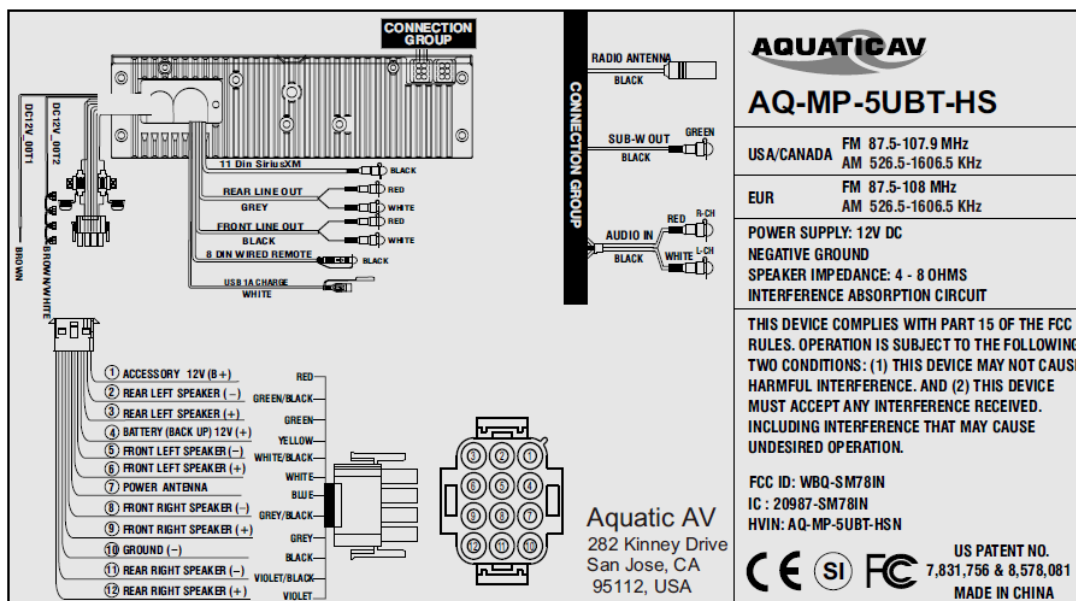 CONNECTION
GROUP
DC12V_OOT1
DC12V_OOT2
BROWN
BROWN/WHITE
11 Din SiriusXM
BLACK
REAR LINE OUT
GREY
RED
WHITE
FRONT LINE OUT
BLACK
RED
WHITE
8 DIN WIRED REMOTE
BLACK
USB 1A CHARGE
WHITE
CONNECTION GROUP
RADIO ANTENNA
BLACK
SUB-W OUT
BLACK
GREEN
AUDIO IN
BLACK
RED
R-CH
WHITE
L-CH
1 ACCESSORY 12V (B+)
RED
2 REAR LEFT SPEAKER (−)
GREEN/BLACK
3 REAR LEFT SPEAKER (+)
GREEN
4 BATTERY (BACK UP) 12V (+)
YELLOW
5 FRONT LEFT SPEAKER (−)
WHITE/BLACK
6 FRONT LEFT SPEAKER (+)
WHITE
7 POWER ANTENNA
BLUE
8 FRONT RIGHT SPEAKER (−)
GREY/BLACK
9 FRONT RIGHT SPEAKER (+)
GREY
10 GROUND (−)
BLACK
11 REAR RIGHT SPEAKER (−)
VIOLET/BLACK
12 REAR RIGHT SPEAKER (+)
VIOLET
3 2 1
6 5 4
9 8 7
12 11 10
Aquatic AV
282 Kinney Drive
San Jose, CA
95112, USA
AQUATIC AV
AQ-MP-5UBT-HS
USA/CANADA
FM 87.5-107.9 MHz
AM 526.5-1606.5 KHz
EUR
FM 87.5-108 MHz
AM 526.5-1606.5 KHz
POWER SUPPLY: 12V DC
NEGATIVE GROUND
SPEAKER IMPEDANCE: 4 - 8 OHMS
INTERFERENCE ABSORPTION CIRCUIT
THIS DEVICE COMPLIES WITH PART 15 OF THE FCC
RULES. OPERATION IS SUBJECT TO THE FOLLOWING
TWO CONDITIONS: (1) THIS DEVICE MAY NOT CAUSE
HARMFUL INTERFERENCE. AND (2) THIS DEVICE
MUST ACCEPT ANY INTERFERENCE RECEIVED.
INCLUDING INTERFERENCE THAT MAY CAUSE
UNDESIRED OPERATION.
FCC ID: WBQ-SM78IN
IC : 20987-SM78IN
HVIN: AQ-MP-5UBT-HSN
CE SI FC
US PATENT NO.
7,831,756 & 8,578,081
MADE IN CHINA